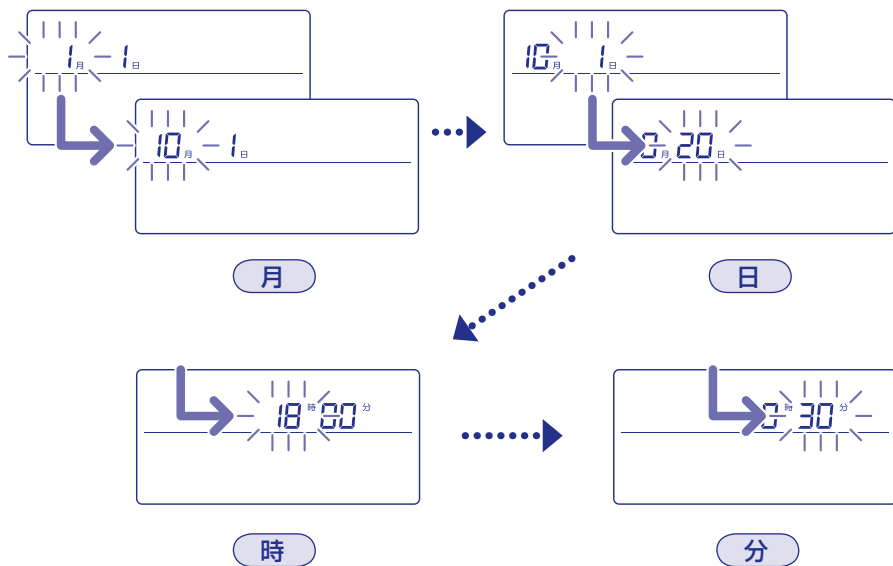 1月 1日
10月 1日
月
10月 1日
0月 20日
日
18時 00分
時
0時 30分
分